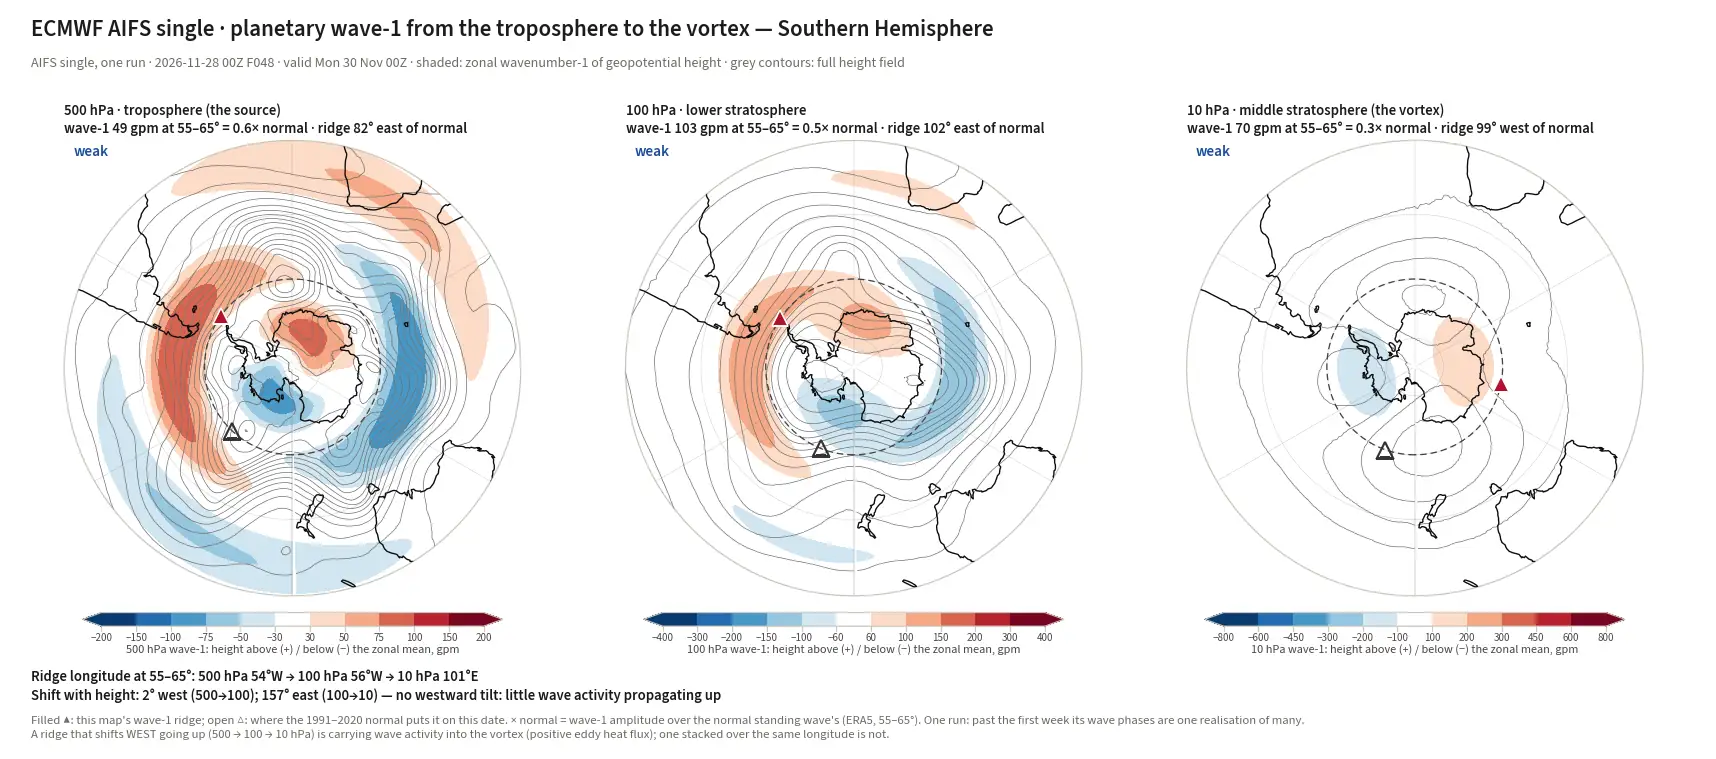 ECMWF AIFS single · planetary wave-1 from the troposphere to the vortex — Southern Hemisphere
AIFS single, one run · 2026-11-28 00Z F048 · valid Mon 30 Nov 00Z · shaded: zonal wavenumber-1 of geopotential height · grey contours: full height field
500 hPa · troposphere (the source)
wave-1 49 gpm at 55–65° = 0.6× normal · ridge 82° east of normal
weak
100 hPa · lower stratosphere
wave-1 103 gpm at 55–65° = 0.5× normal · ridge 102° east of normal
weak
10 hPa · middle stratosphere (the vortex)
wave-1 70 gpm at 55–65° = 0.3× normal · ridge 99° west of normal
weak
−200 −150 −100 −75 −50 −30 30 50 75 100 150 200
500 hPa wave-1: height above (+) / below (−) the zonal mean, gpm
−400 −300 −200 −150 −100 −60 60 100 150 200 300 400
100 hPa wave-1: height above (+) / below (−) the zonal mean, gpm
−800 −600 −450 −300 −200 −100 100 200 300 450 600 800
10 hPa wave-1: height above (+) / below (−) the zonal mean, gpm
Ridge longitude at 55–65°: 500 hPa 54°W → 100 hPa 56°W → 10 hPa 101°E
Shift with height: 2° west (500→100); 157° east (100→10) — no westward tilt: little wave activity propagating up
Filled ▲: this map's wave-1 ridge; open △: where the 1991–2020 normal puts it on this date. × normal = wave-1 amplitude over the normal standing wave's (ERA5, 55–65°). One run: past the first week its wave phases are one realisation of many.
A ridge that shifts WEST going up (500 → 100 → 10 hPa) is carrying wave activity into the vortex (positive eddy heat flux); one stacked over the same longitude is not.